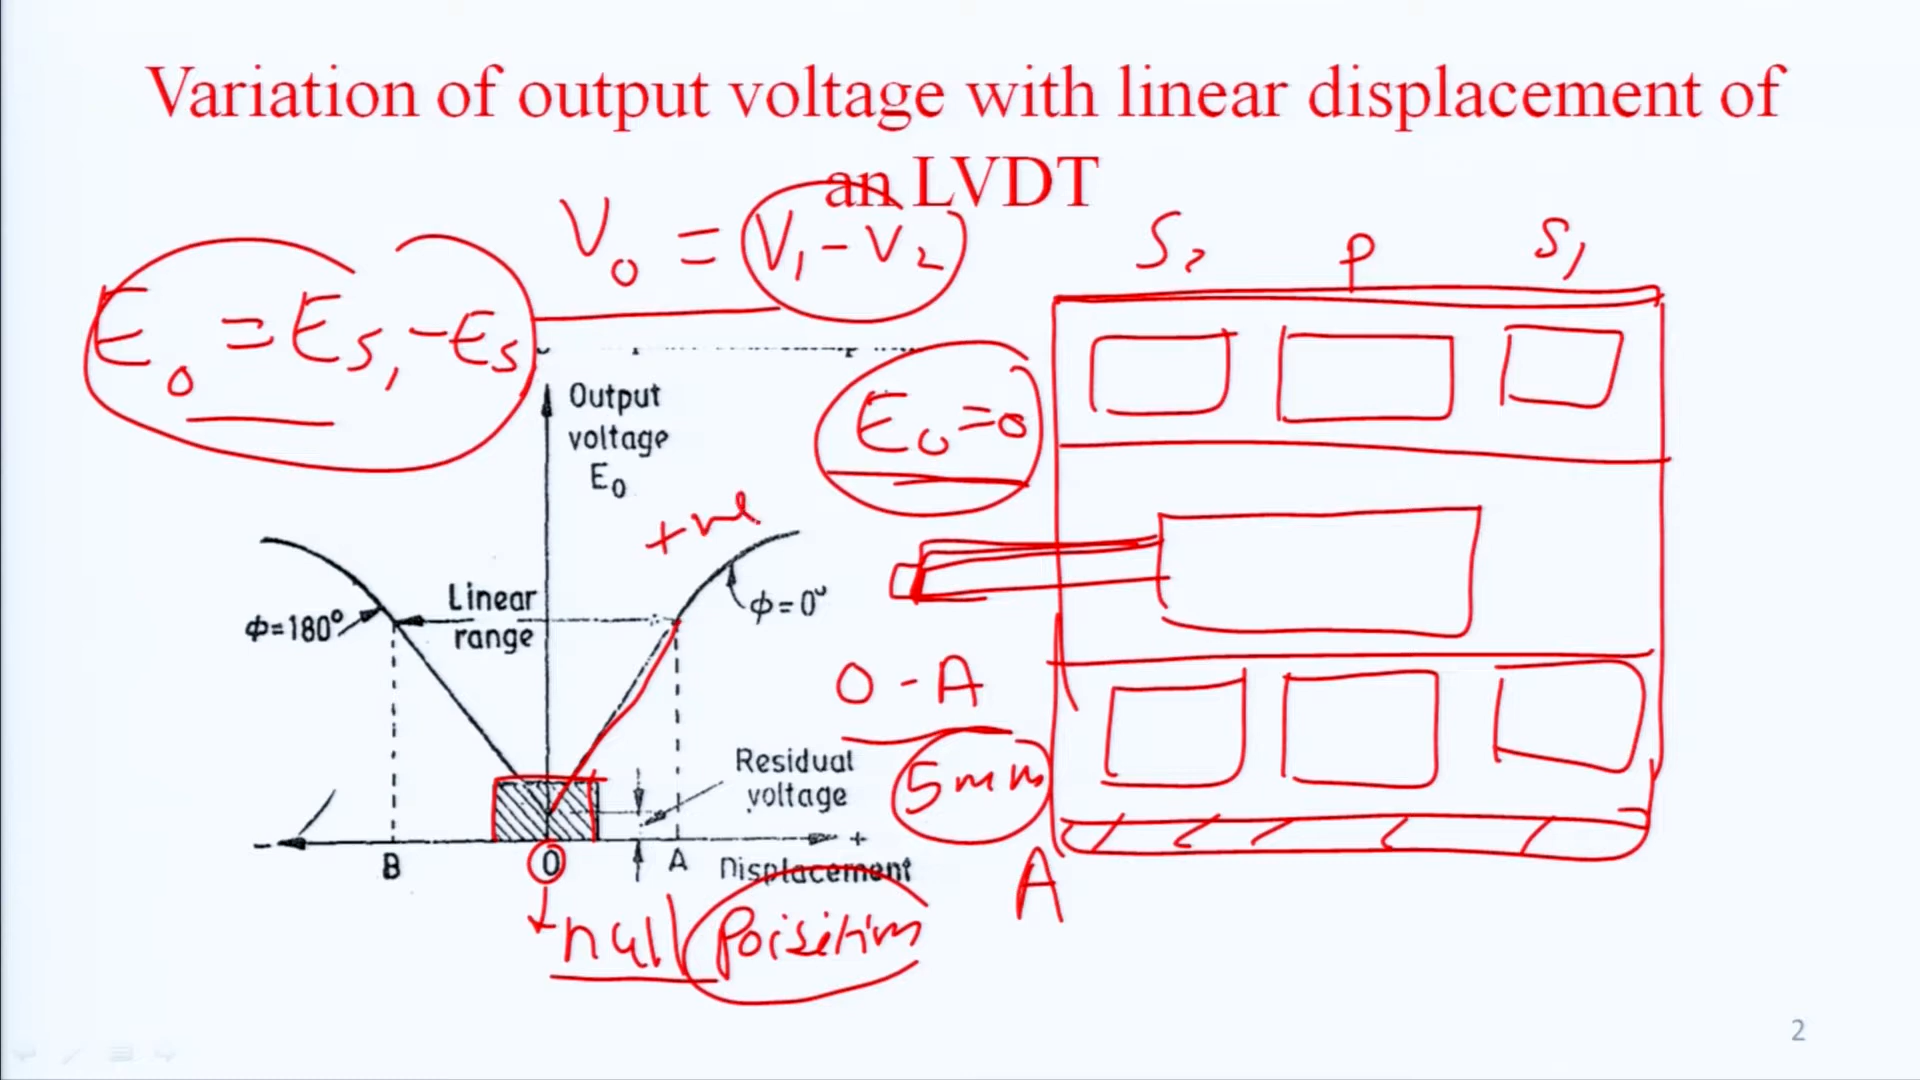 Variation of output voltage with linear displacement of
an LVDT
V₀ = V₁ - V₂
S₂ P S₁
E₀ = ES₁ - ES
Output
voltage
E₀
E₀ = 0
+ve
Linear
range
ϕ=180°
ϕ=0°
0 - A
Residual
voltage
5mm
- B 0 A +
Displacement
A
null Poisition
2